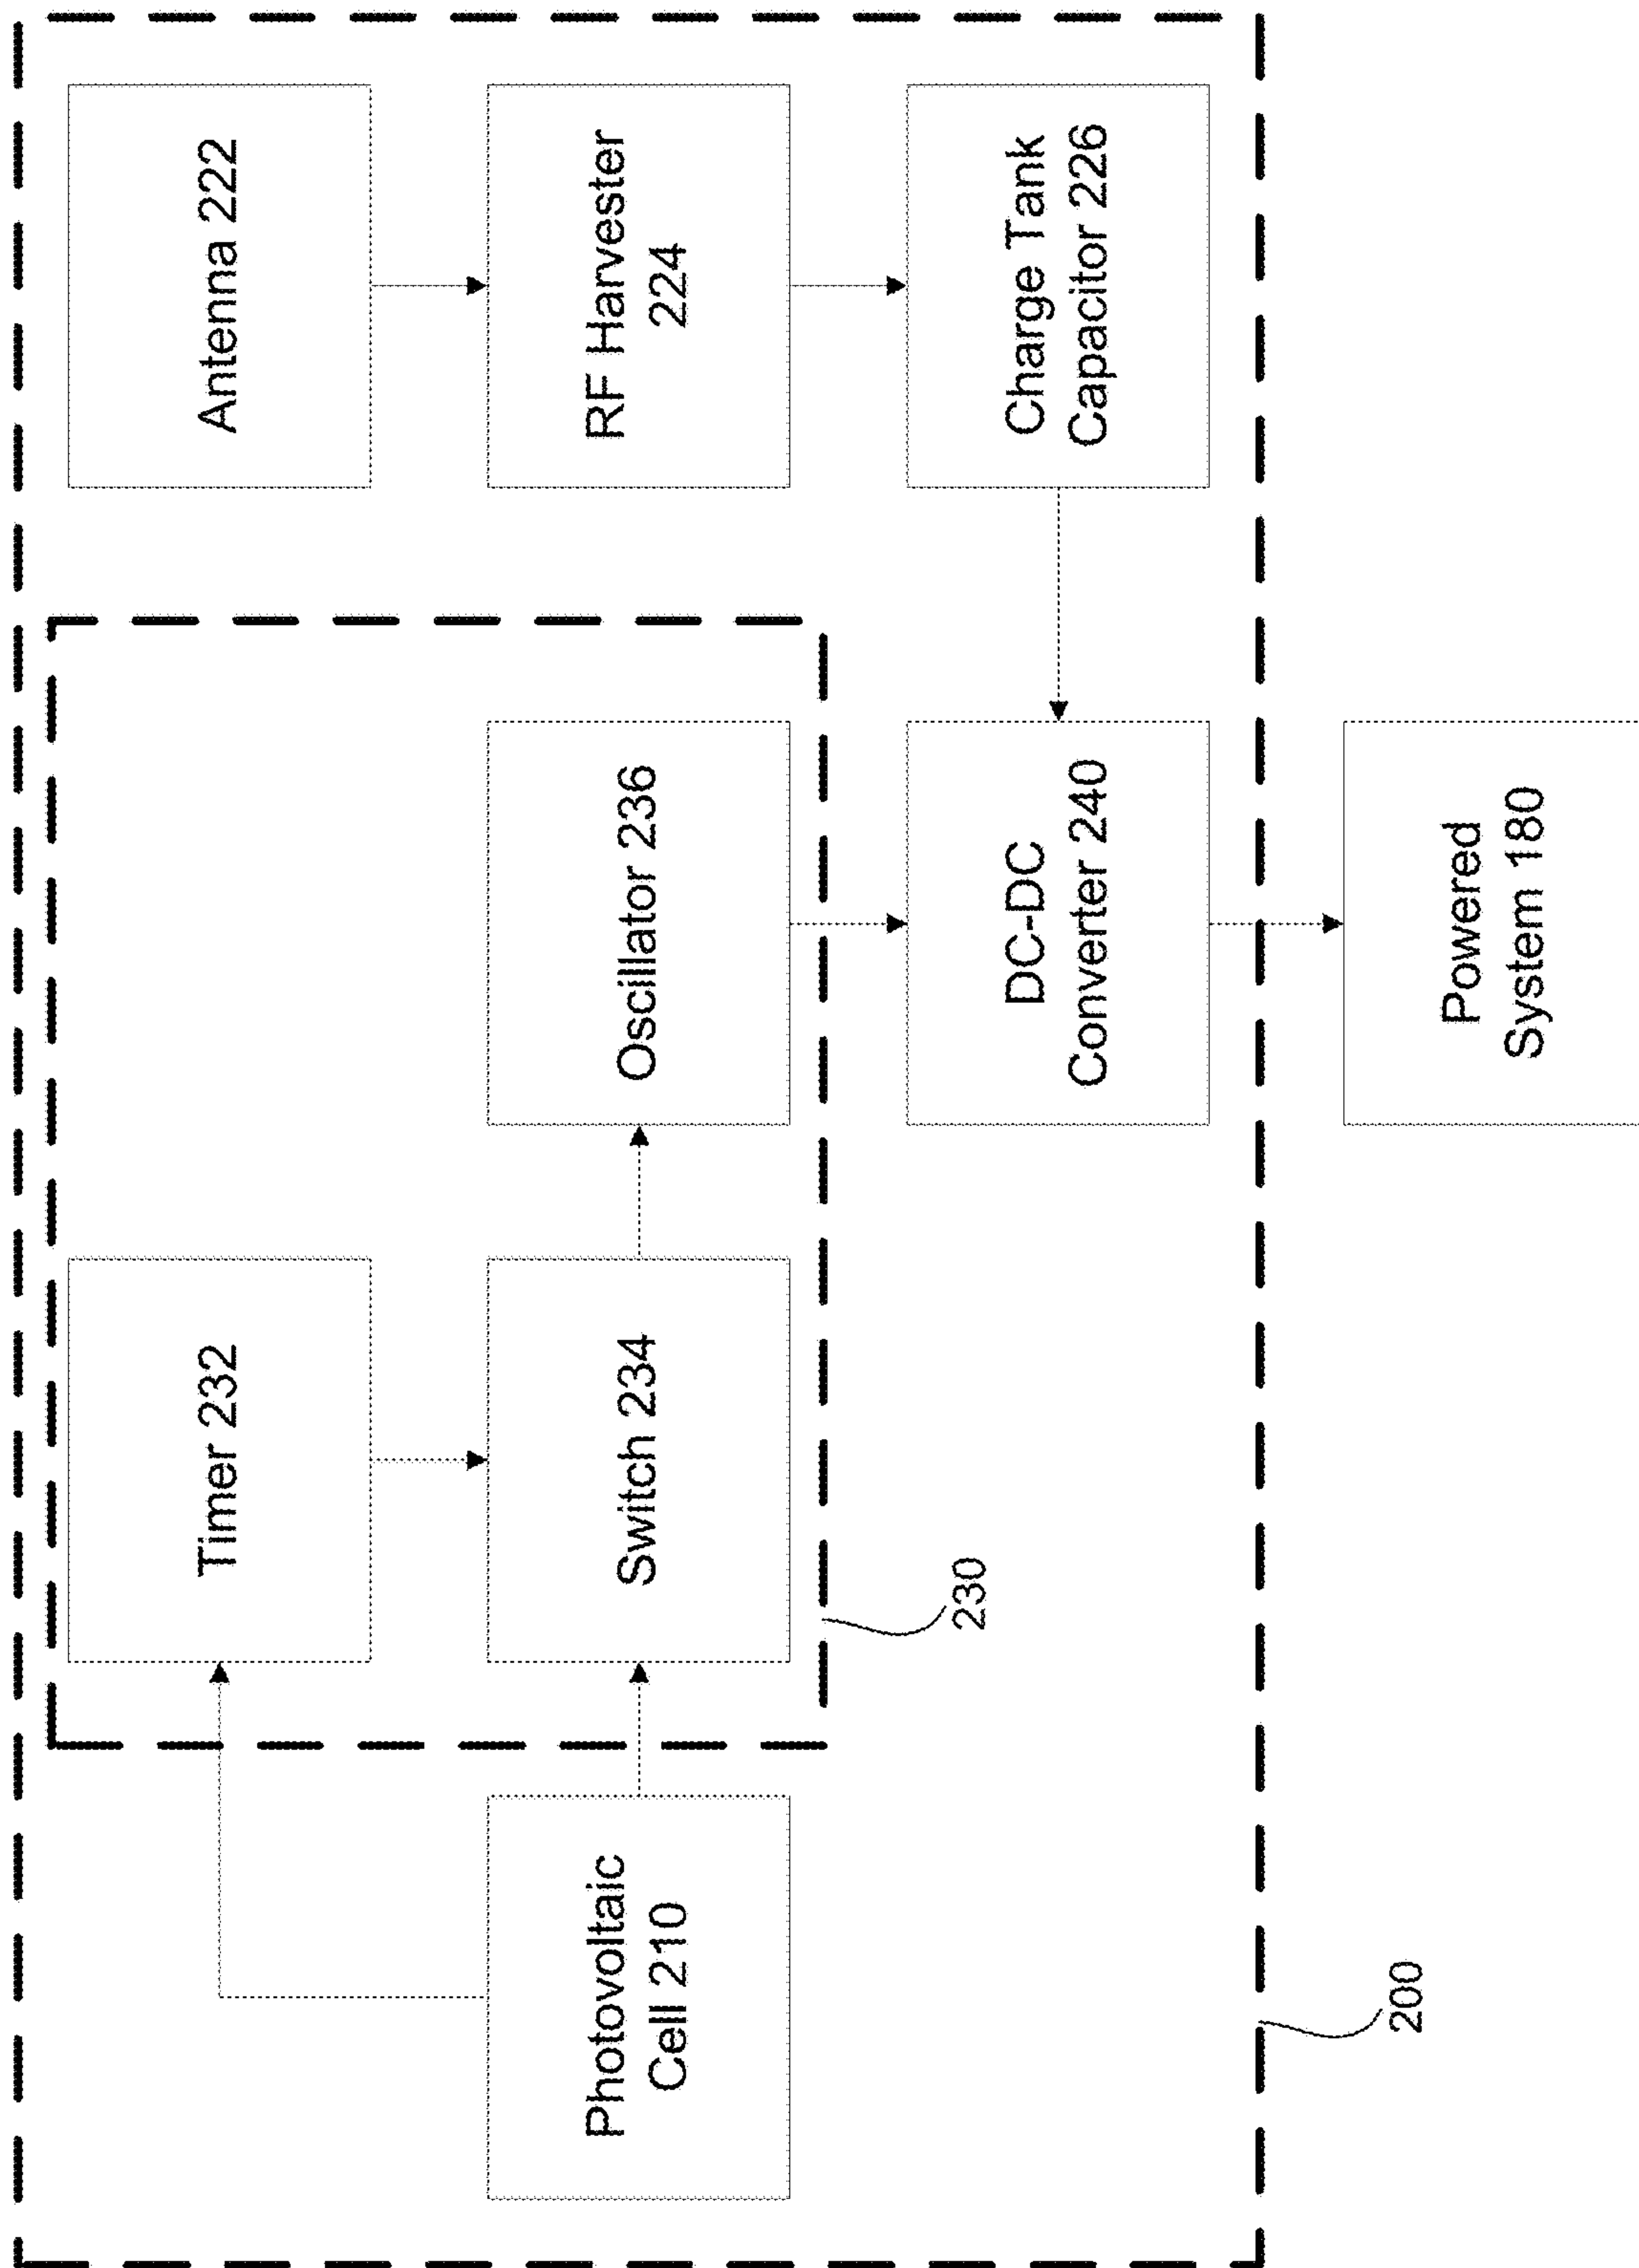 Photovoltaic
Cell 210
Timer 232
Switch 234
Oscillator 236
230
Antenna 222
RF Harvester
224
Charge Tank
Capacitor 226
DC-DC
Converter 240
200
Powered
System 180